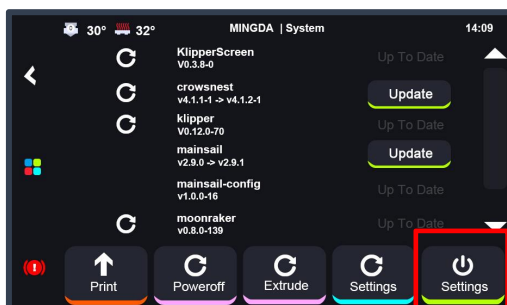 30° 32° MINGDA | System 14:09
KlipperScreen
V0.3.8-0
Up To Date
crowsnest
v4.1.1-1 -> v4.1.2-1
Update
klipper
V0.12.0-70
Up To Date
mainsail
v2.9.0 -> v2.9.1
Update
mainsail-config
v1.0.0-16
Up To Date
moonraker
v0.8.0-139
Up To Date
Print Poweroff Extrude Settings Settings